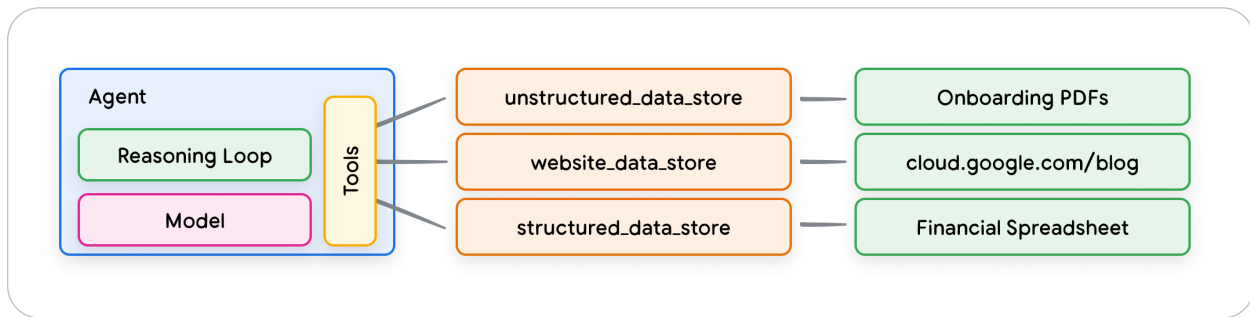 Agent
Reasoning Loop
Model
Tools
unstructured_data_store
website_data_store
structured_data_store
Onboarding PDFs
cloud.google.com/blog
Financial Spreadsheet